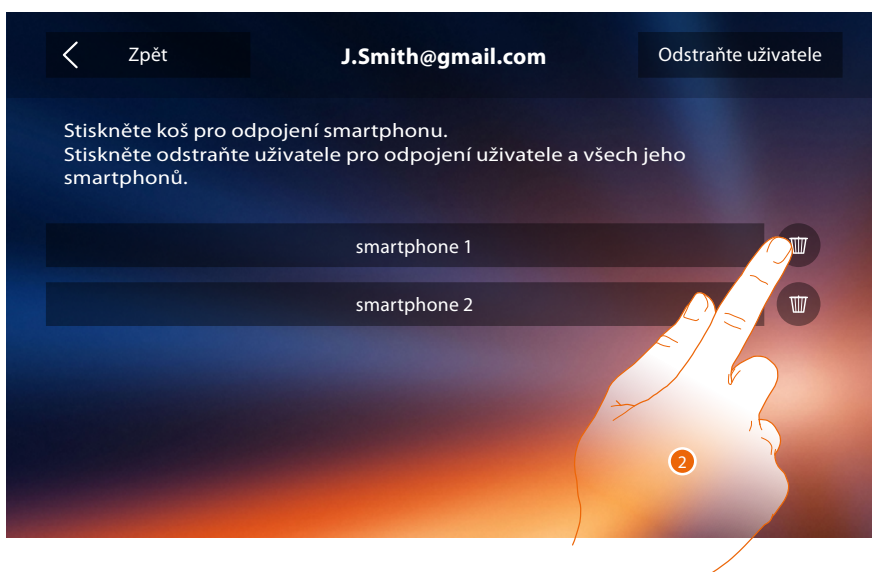 Zpět
J.Smith@gmail.com
Odstraňte uživatele
Stiskněte koš pro odpojení smartphonu.
Stiskněte odstraňte uživatele pro odpojení uživatele a všech jeho
smartphonů.
smartphone 1
smartphone 2
2